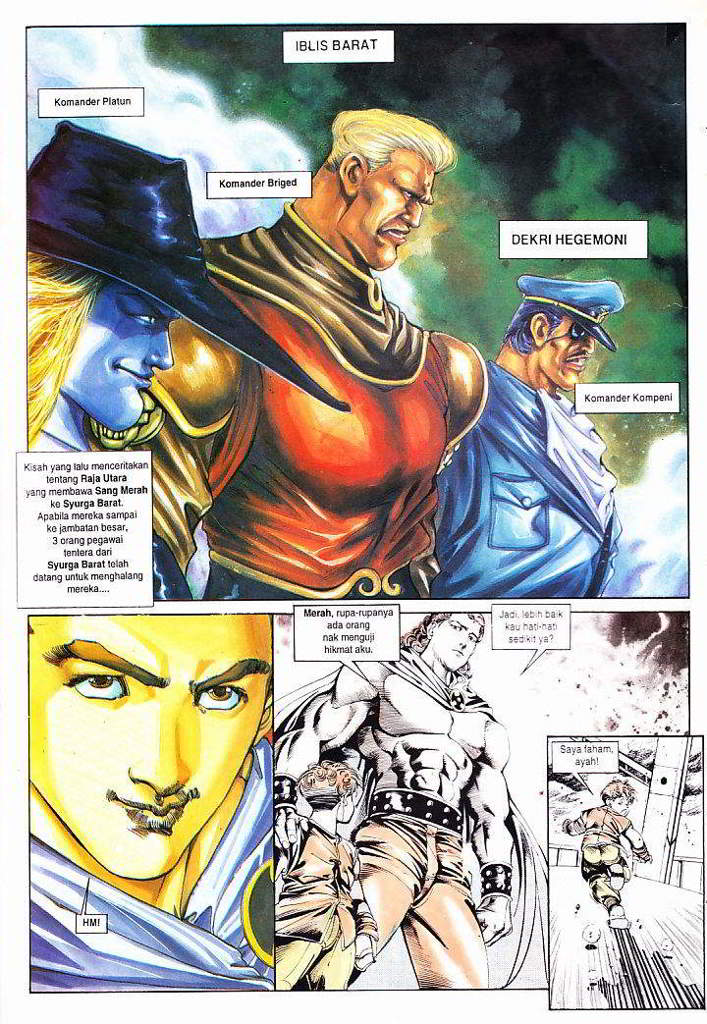 IBLIS BARAT
Komander Platun
Komander Briged
DEKRI HEGEMONI
Komander Kompeni
Kisah yang lalu menceritakan
tentang Raja Utara
yang membawa Sang Merah
ke Syurga Barat.
Apabila mereka sampai
ke jambatan besar,
3 orang pegawai
tentera dari
Syurga Barat telah
datang untuk menghalang
mereka....
HM!
Merah, rupa-rupanya
ada orang
nak menguji
hikmat aku.
Jadi, lebih baik
kau hati-hati
sedikit ya?
Saya faham,
ayah!